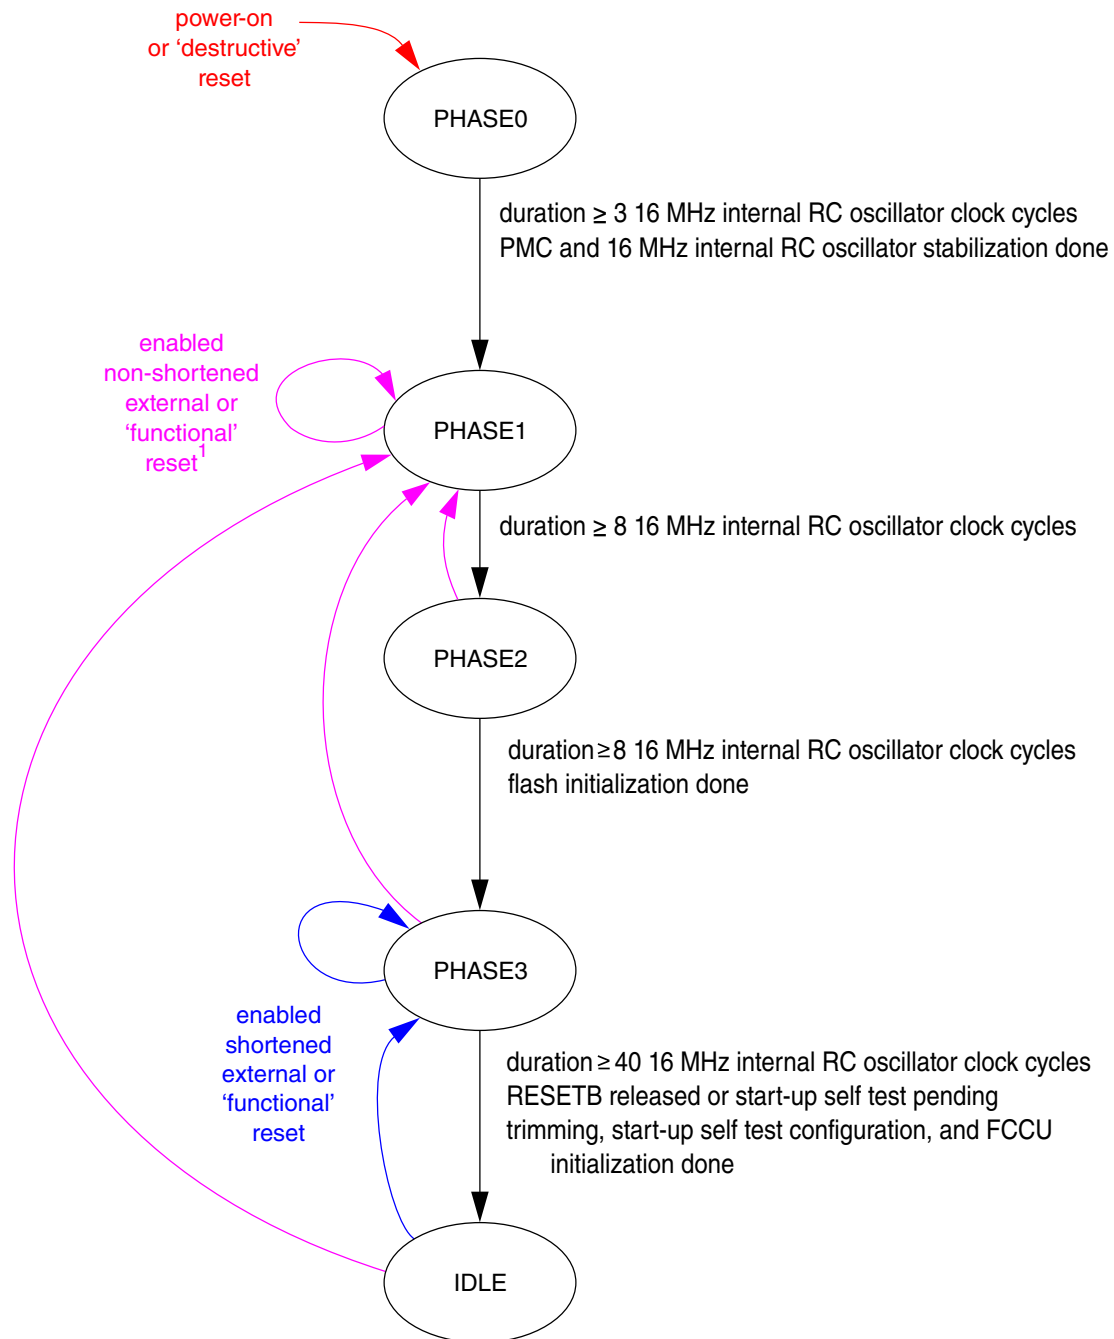 power-on
or ‘destructive’
reset
PHASE0
duration ≥ 3 16 MHz internal RC oscillator clock cycles
PMC and 16 MHz internal RC oscillator stabilization done
enabled
non-shortened
external or
‘functional’
reset1
PHASE1
duration ≥ 8 16 MHz internal RC oscillator clock cycles
PHASE2
duration≥8 16 MHz internal RC oscillator clock cycles
flash initialization done
PHASE3
enabled
shortened
external or
‘functional’
reset
duration≥40 16 MHz internal RC oscillator clock cycles
RESETB released or start-up self test pending
trimming, start-up self test configuration, and FCCU
initialization done
IDLE